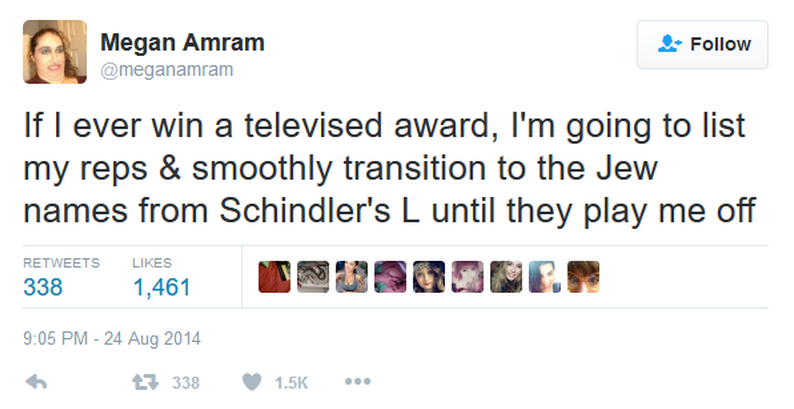 Megan Amram
@meganamram
Follow
If I ever win a televised award, I'm going to list
my reps & smoothly transition to the Jew
names from Schindler's L until they play me off
RETWEETS LIKES
338 1,461
9:05 PM - 24 Aug 2014
338 1.5K